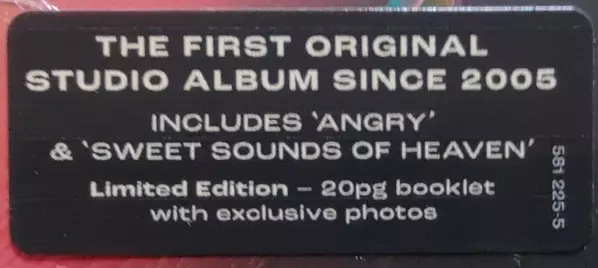 THE FIRST ORIGINAL
STUDIO ALBUM SINCE 2005
INCLUDES ‘ANGRY’
& ‘SWEET SOUNDS OF HEAVEN’
Limited Edition – 20pg booklet
with exclusive photos
581 225-5